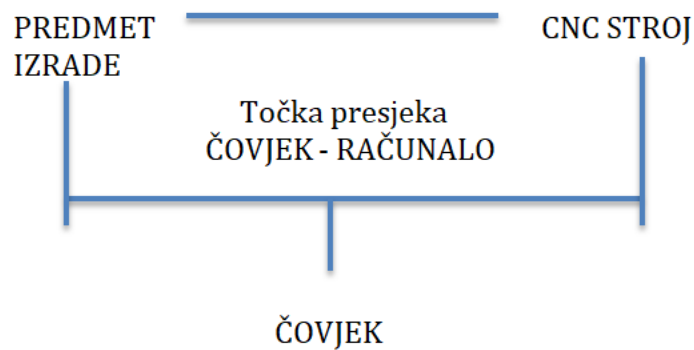 PREDMET
IZRADE
CNC STROJ
Točka presjeka
ČOVJEK - RAČUNALO
ČOVJEK